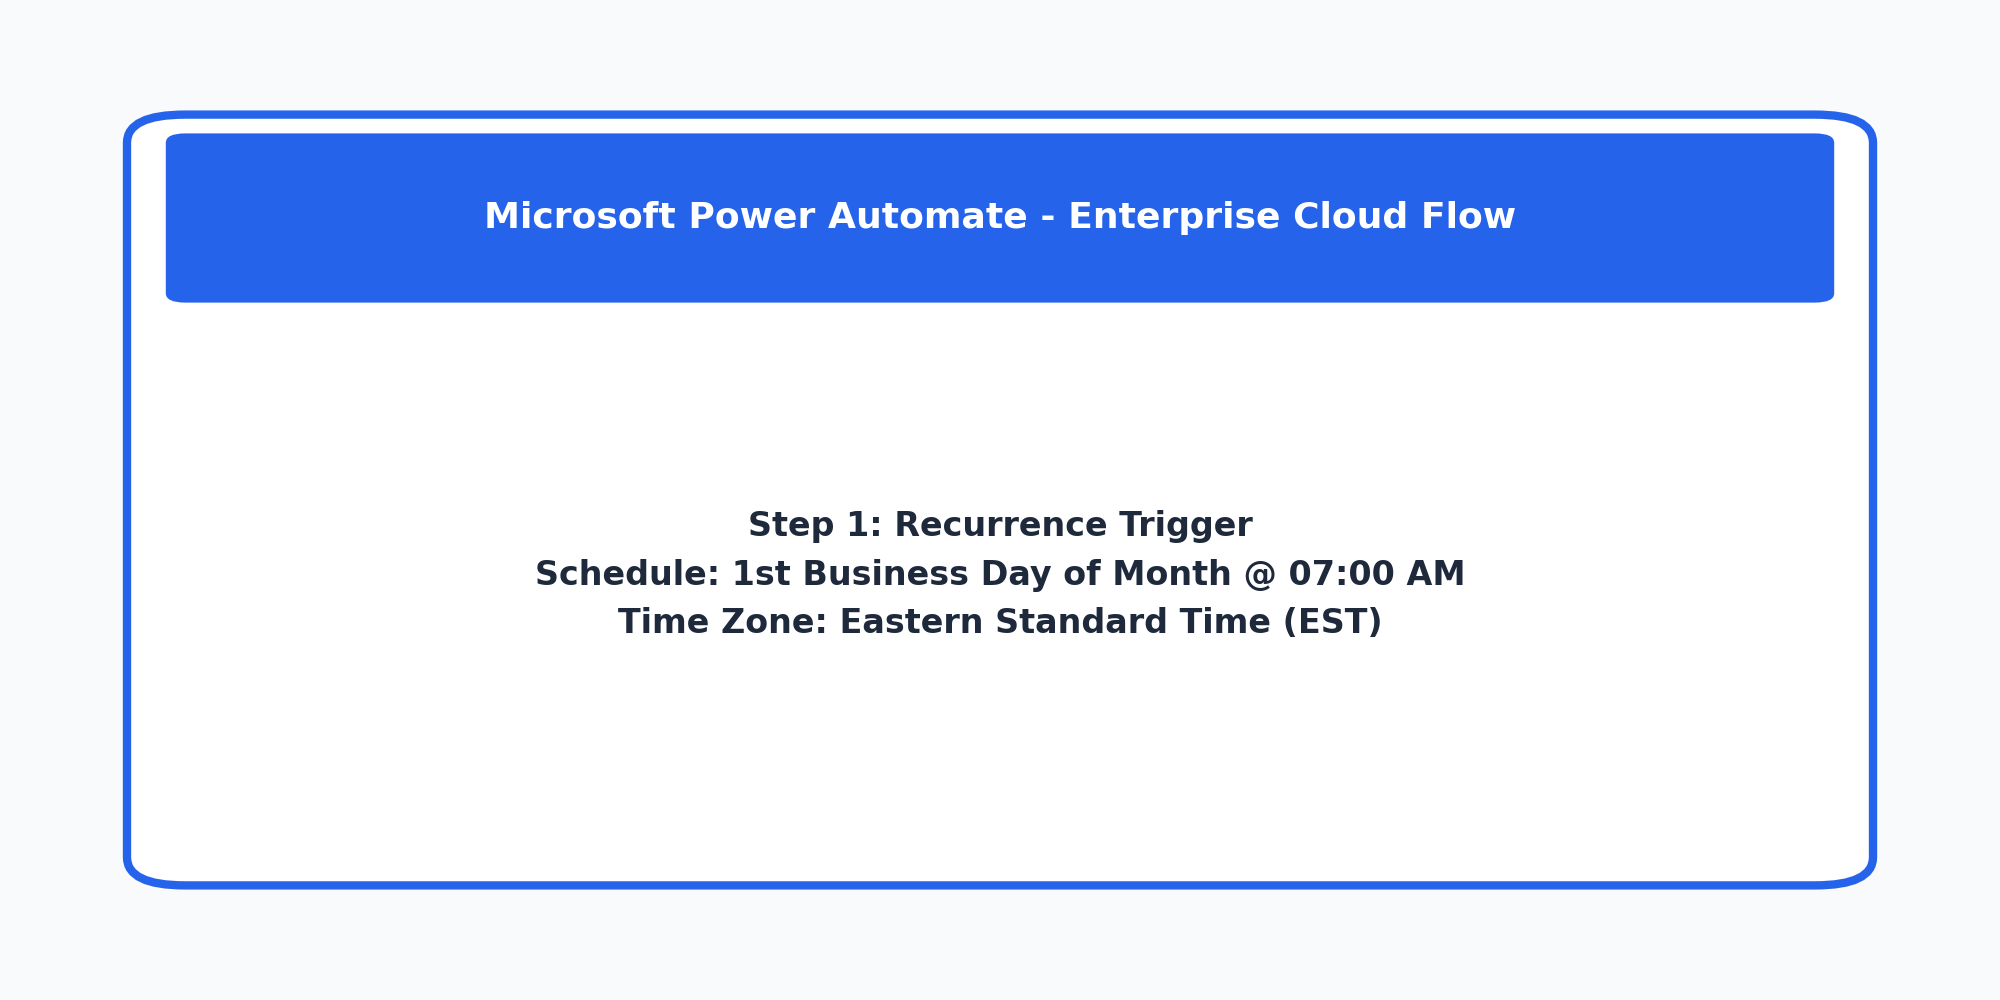 Microsoft Power Automate - Enterprise Cloud Flow
Step 1: Recurrence Trigger
Schedule: 1st Business Day of Month @ 07:00 AM
Time Zone: Eastern Standard Time (EST)